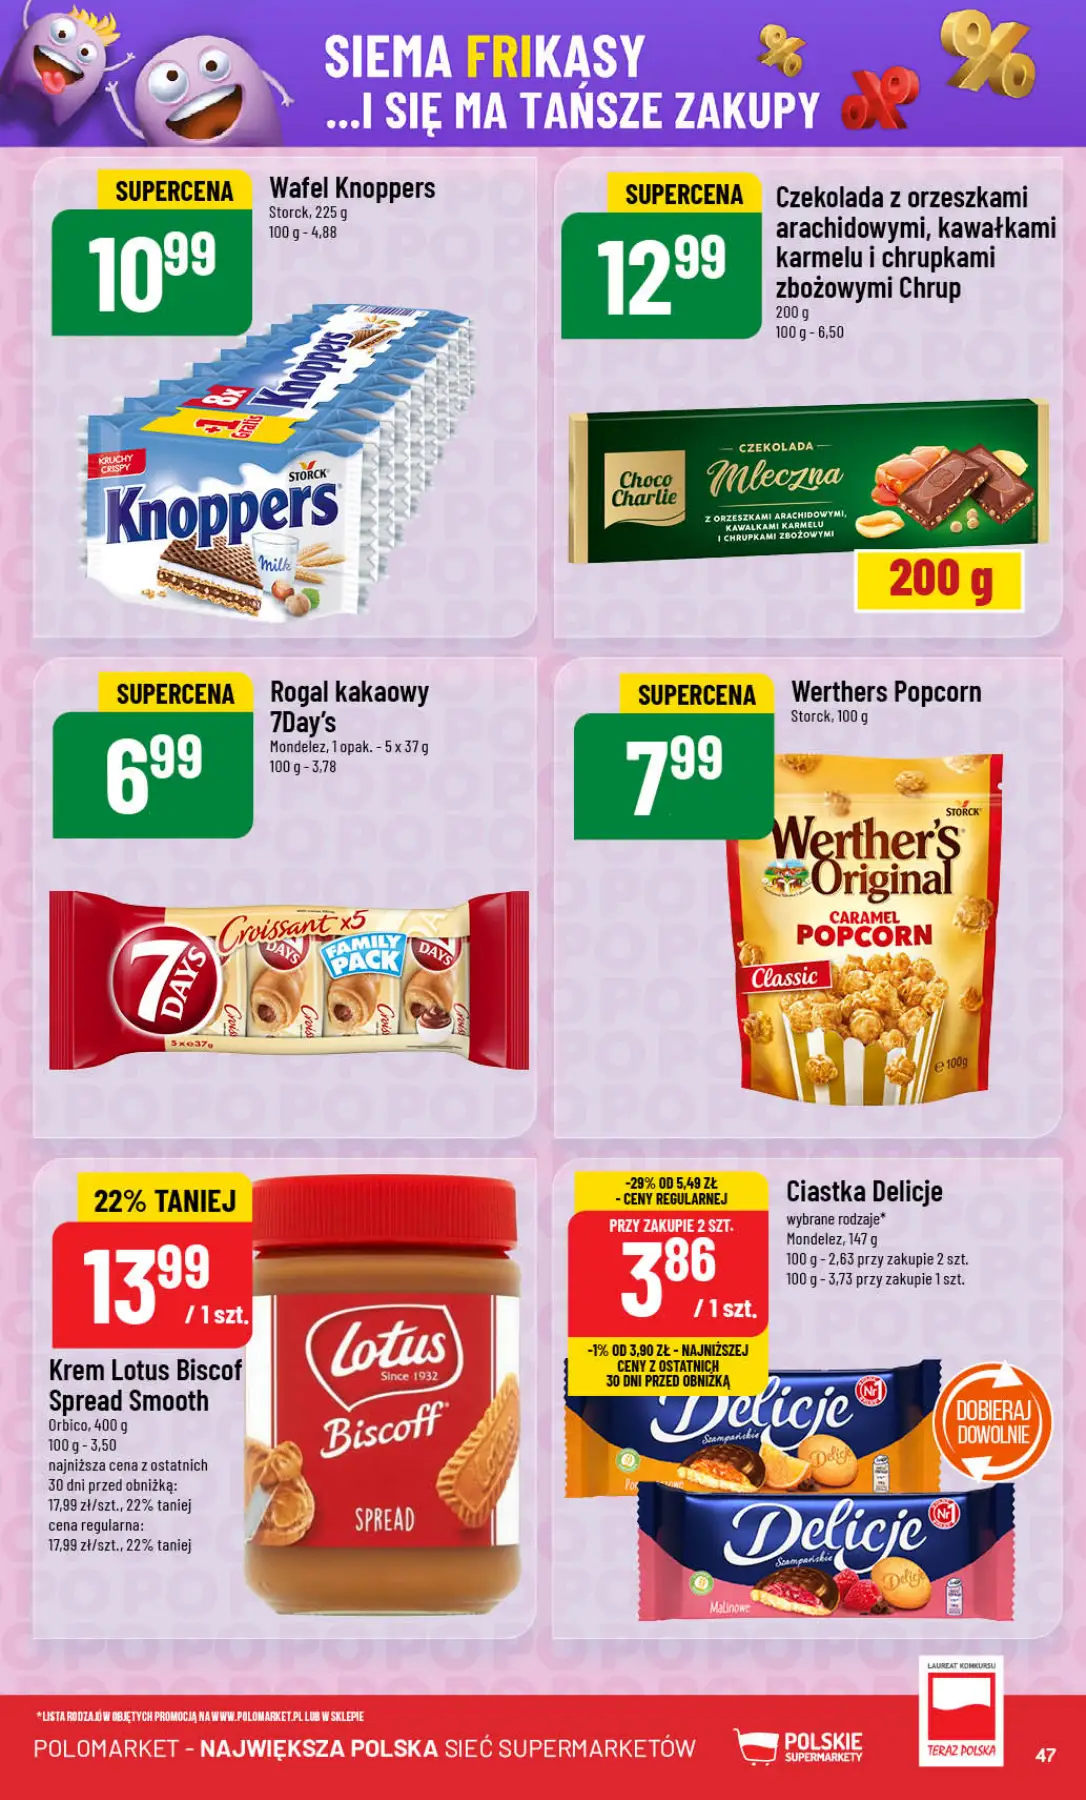 SIEMA FRIKASY
...I SIĘ MA TAŃSZE ZAKUPY
SUPERCENA
10 99
Wafel Knoppers
Storck, 225 g
100 g - 4,88
KRUCHY
CRISPY
8x
+1
Gratis
Knoppers
STORCK
Knoppers
milk
SUPERCENA
12 99
Czekolada z orzeszkami
arachidowymi, kawałkami
karmelu i chrupkami
zbożowymi Chrup
200 g
100 g - 6,50
Choco
Charlie
CZEKOLADA
Mleczna
Z ORZESZKAMI ARACHIDOWYMI,
KAWAŁKAMI KARMELU
I CHRUPKAMI ZBOŻOWYMI
200 g
SUPERCENA
6 99
Rogal kakaowy
7Day's
Mondelez, 1 opak. - 5 x 37 g
100 g - 3,78
7 DAYS
Croissant x5
FAMILY
PACK
DAYS
DAYS
5x℮37g
SUPERCENA
7 99
Werthers Popcorn
Storck, 100 g
STORCK
Werther's
Original
CARAMEL
POPCORN
Classic
℮ 100g
22% TANIEJ
13 99
/ 1 szt.
Krem Lotus Biscof
Spread Smooth
Orbico, 400 g
100 g - 3,50
najniższa cena z ostatnich
30 dni przed obniżką:
17,99 zł/szt., 22% taniej
cena regularna:
17,99 zł/szt., 22% taniej
Lotus
Since 1932
Biscoff
SPREAD
-29% OD 5,49 ZŁ
- CENY REGULARNEJ
PRZY ZAKUPIE 2 SZT.
3 86
/ 1 szt.
-1% OD 3,90 ZŁ - NAJNIŻSZEJ
CENY Z OSTATNICH
30 DNI PRZED OBNIŻKĄ
Ciastka Delicje
wybrane rodzaje*
Mondelez, 147 g
100 g - 2,63 przy zakupie 2 szt.
100 g - 3,73 przy zakupie 1 szt.
Delicje
Szampańskie
Nr1
DOBIERAJ
DOWOLNIE
Delicje
Szampańskie
Nr1
Malinowe
LAUREAT KONKURSU
TERAZ POLSKA
*LISTA RODZAJÓW OBJĘTYCH PROMOCJĄ NA WWW.POLOMARKET.PL LUB W SKLEPIE
POLOMARKET - NAJWIĘKSZA POLSKA SIEĆ SUPERMARKETÓW
POLSKIE
SUPERMARKETY
47